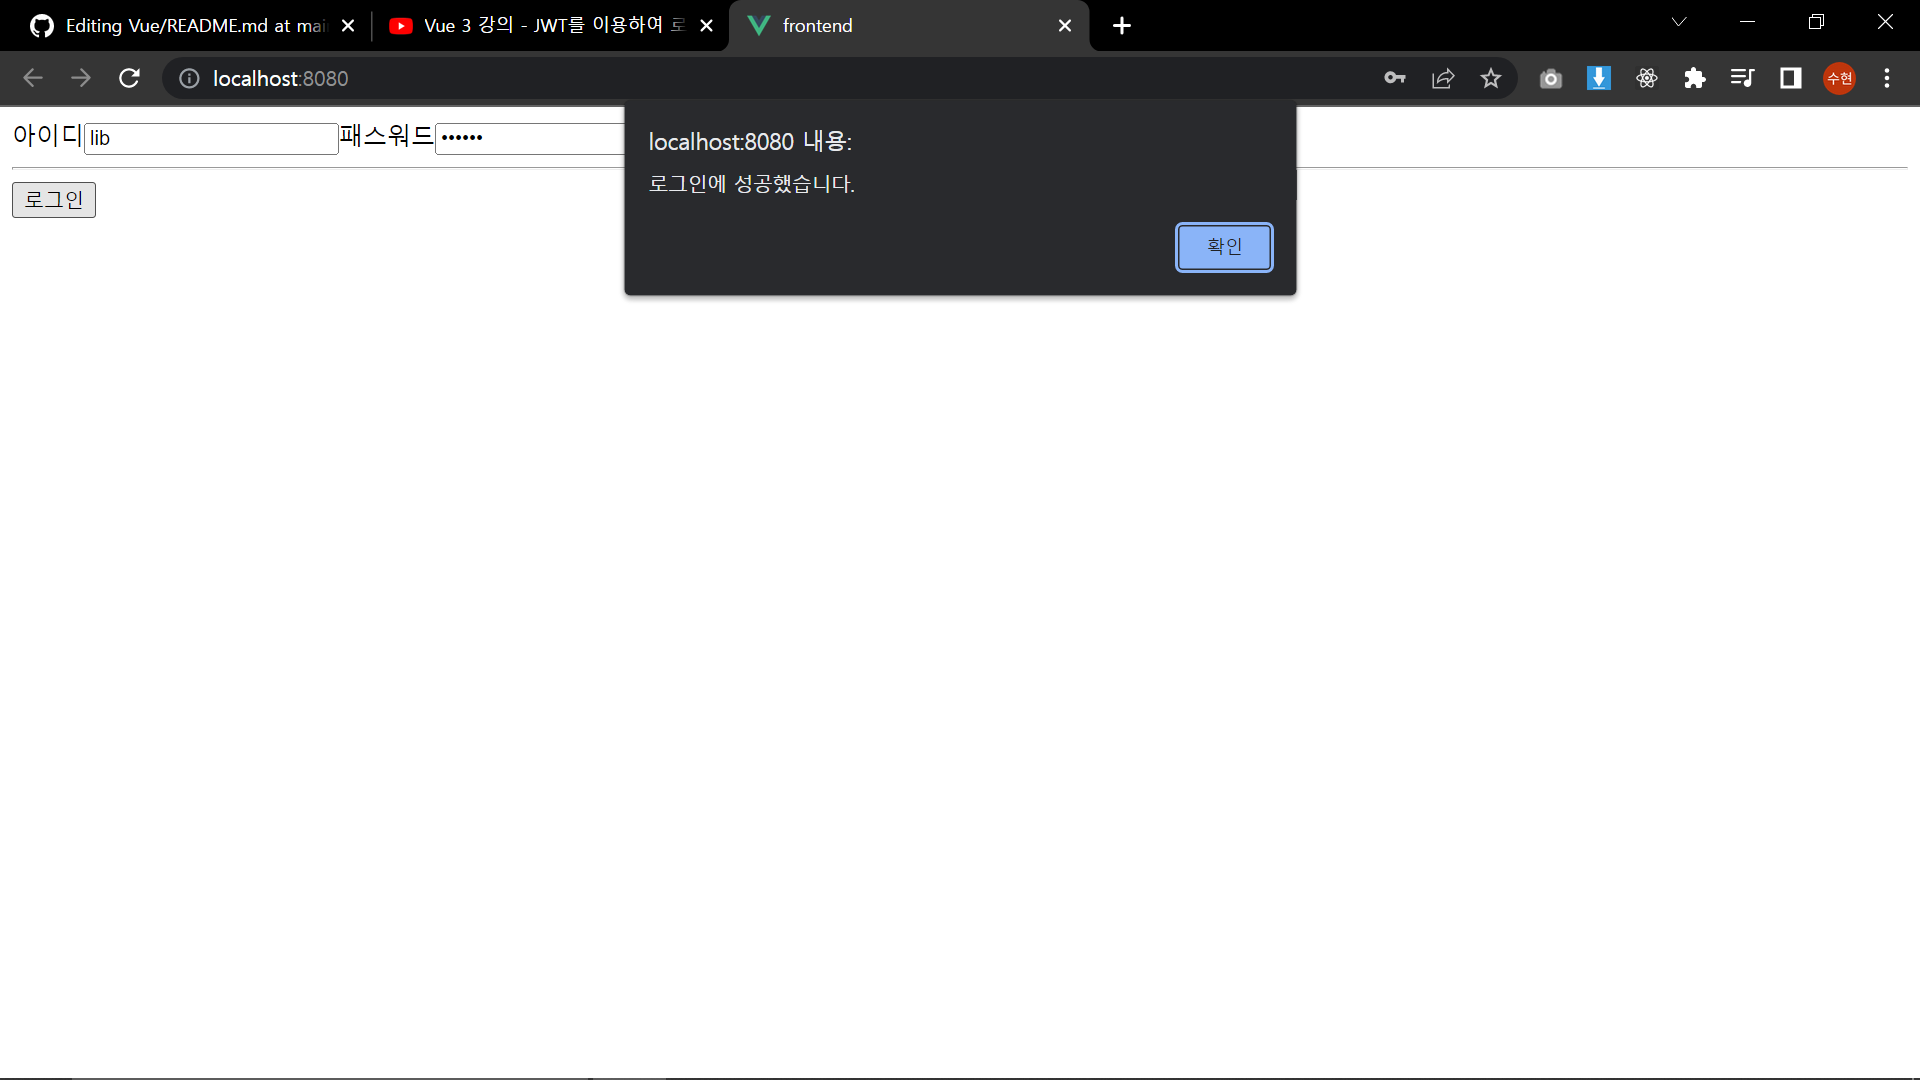 Editing Vue/README.md at mai
Vue 3 강의 - JWT를 이용하여 로
frontend
localhost:8080
수현
아이디 lib 패스워드 ••••••
로그인
localhost:8080 내용:
로그인에 성공했습니다.
확인